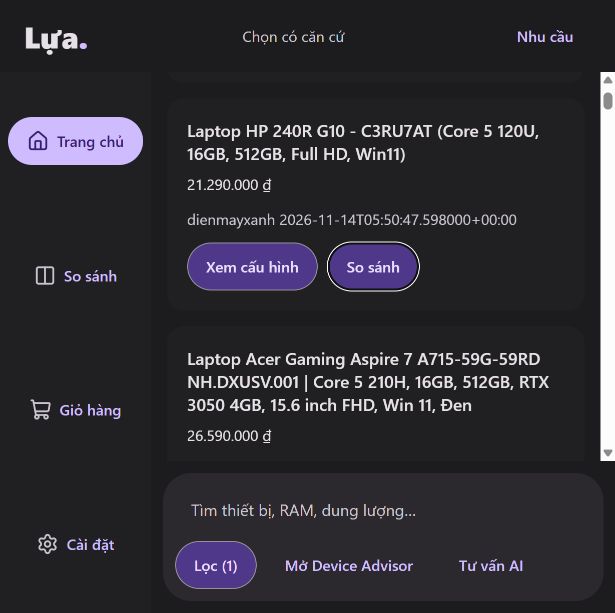 Lựa.
Chọn có căn cứ
Nhu cầu
Trang chủ
So sánh
Giỏ hàng
Cài đặt
Laptop HP 240R G10 - C3RU7AT (Core 5 120U,
16GB, 512GB, Full HD, Win11)
21.290.000 ₫
dienmayxanh 2026-11-14T05:50:47.598000+00:00
Xem cấu hình
So sánh
Laptop Acer Gaming Aspire 7 A715-59G-59RD
NH.DXUSV.001 | Core 5 210H, 16GB, 512GB, RTX
3050 4GB, 15.6 inch FHD, Win 11, Đen
26.590.000 ₫
Tìm thiết bị, RAM, dung lượng...
Lọc (1)
Mở Device Advisor
Tư vấn AI